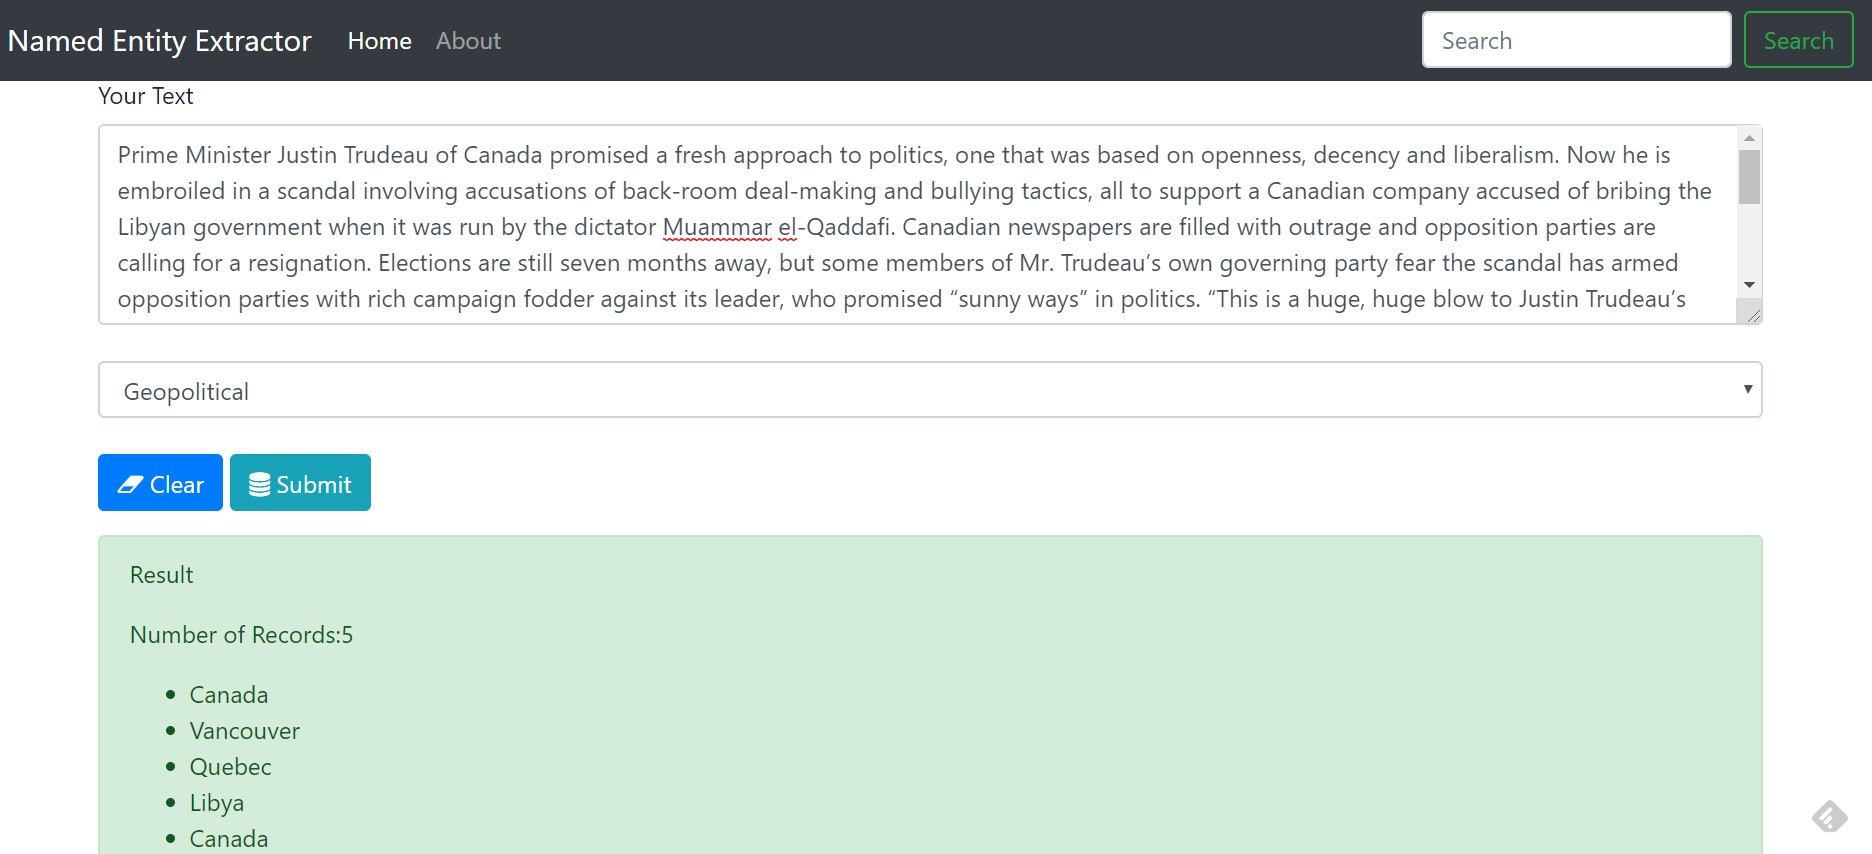 Named Entity Extractor Home About Search Search
Your Text
Prime Minister Justin Trudeau of Canada promised a fresh approach to politics, one that was based on openness, decency and liberalism. Now he is
embroiled in a scandal involving accusations of back-room deal-making and bullying tactics, all to support a Canadian company accused of bribing the
Libyan government when it was run by the dictator Muammar el-Qaddafi. Canadian newspapers are filled with outrage and opposition parties are
calling for a resignation. Elections are still seven months away, but some members of Mr. Trudeau’s own governing party fear the scandal has armed
opposition parties with rich campaign fodder against its leader, who promised “sunny ways” in politics. “This is a huge, huge blow to Justin Trudeau’s
Geopolitical
Clear Submit
Result
Number of Records:5
Canada
Vancouver
Quebec
Libya
Canada